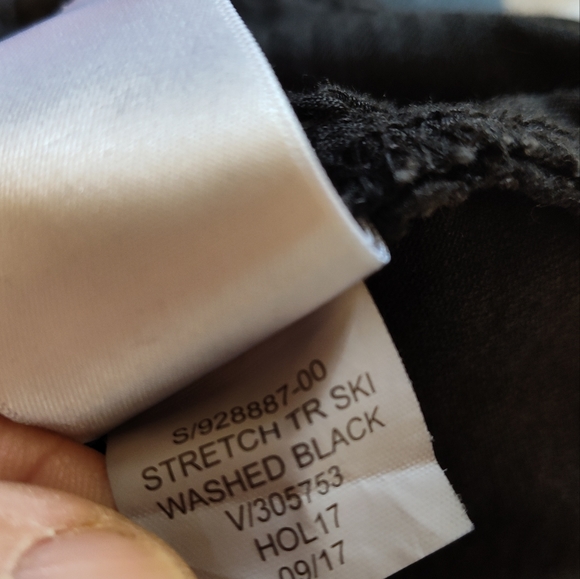 S/928887-00
STRETCH TR SKI
WASHED BLACK
V/305753
HOL17
09/17